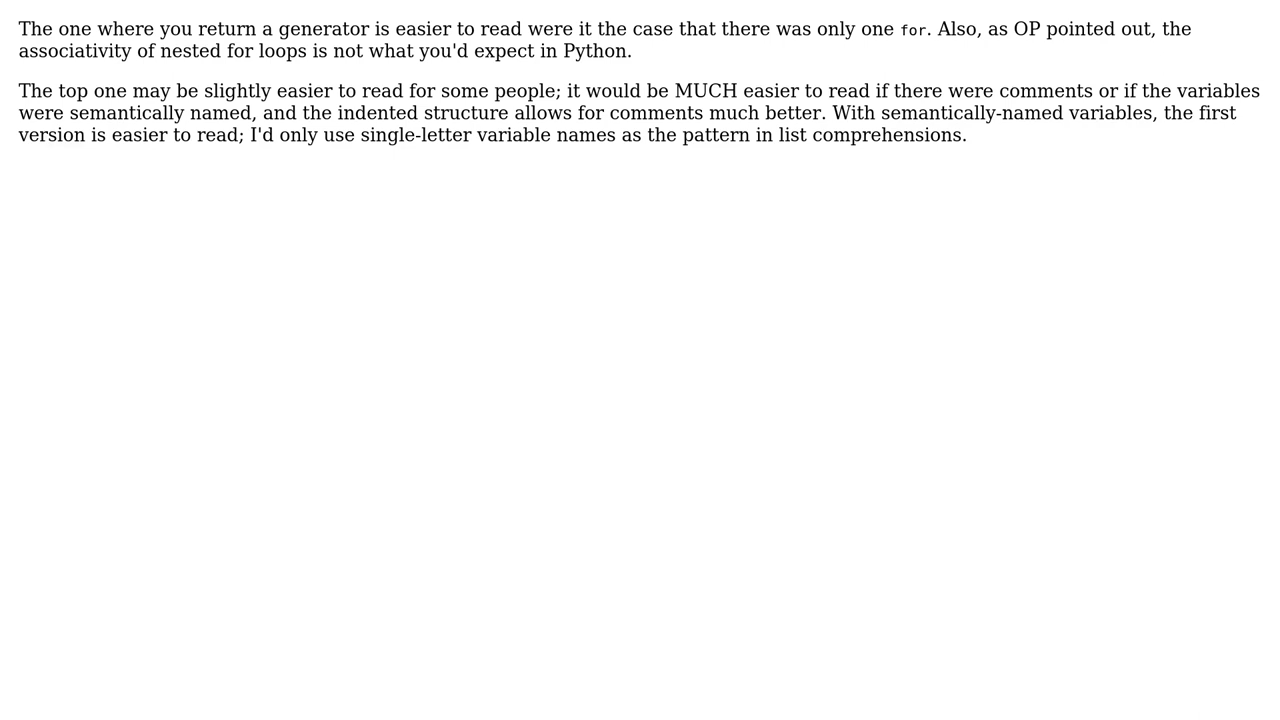 The one where you return a generator is easier to read were it the case that there was only one for. Also, as OP pointed out, the
associativity of nested for loops is not what you'd expect in Python.
The top one may be slightly easier to read for some people; it would be MUCH easier to read if there were comments or if the variables
were semantically named, and the indented structure allows for comments much better. With semantically-named variables, the first
version is easier to read; I'd only use single-letter variable names as the pattern in list comprehensions.